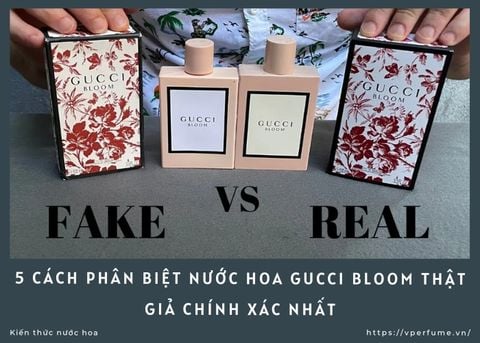 GUCCI
BLOOM
GUCCI
BLOOM
GUCCI
BLOOM
GUCCI
BLOOM
FAKE
VS
REAL
5 CÁCH PHÂN BIỆT NƯỚC HOA GUCCI BLOOM THẬT
GIẢ CHÍNH XÁC NHẤT
Kiến thức nước hoa
https://vperfume.vn/